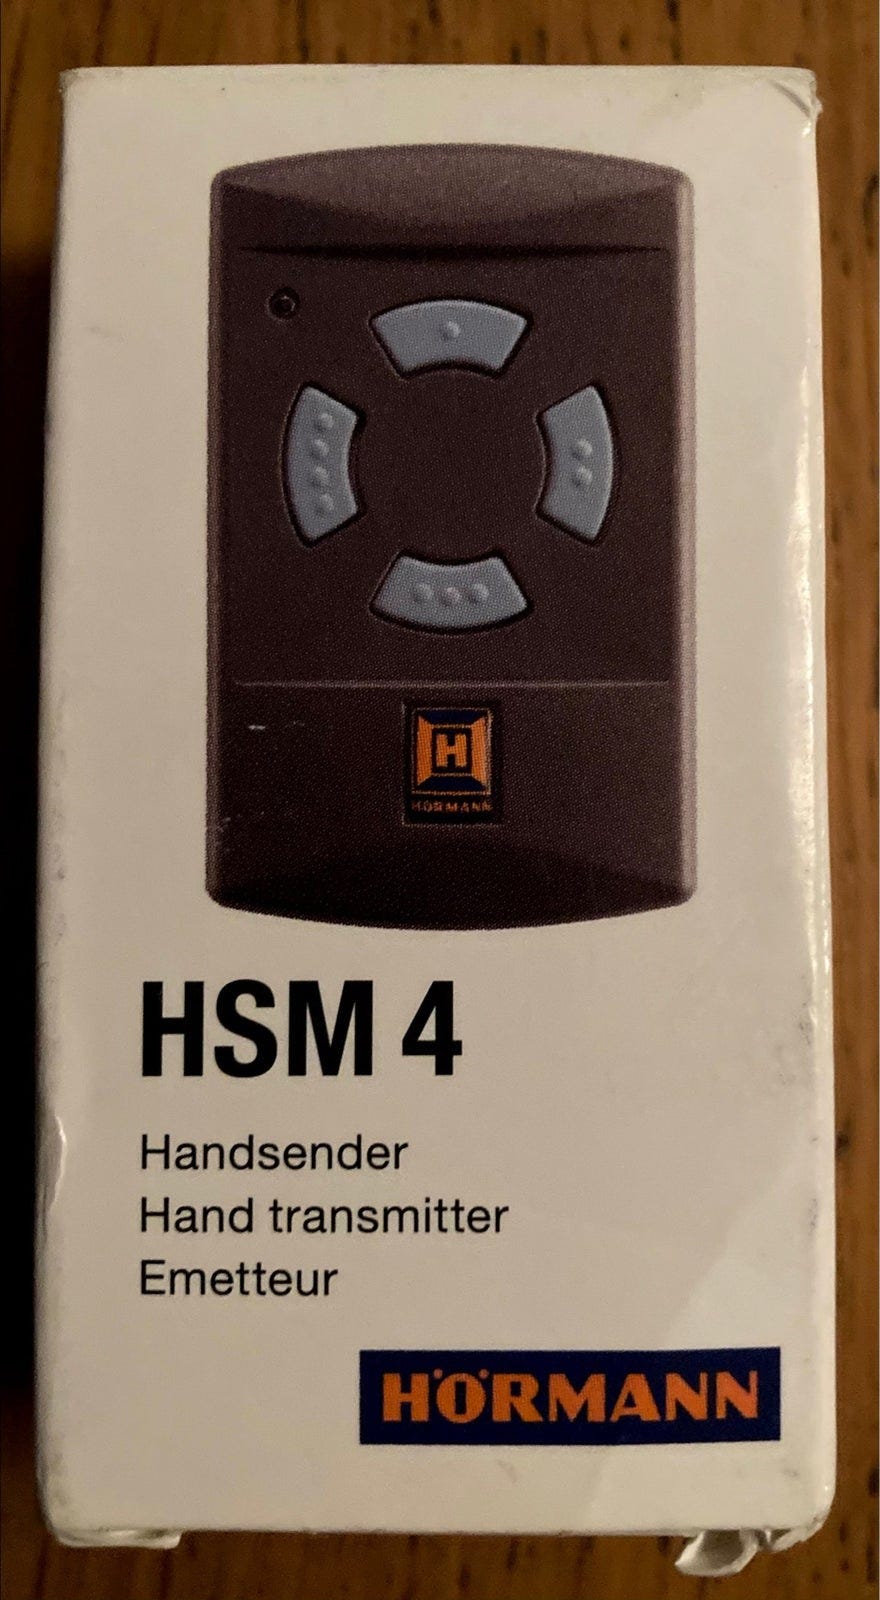 H
HÖRMANN
HSM 4
Handsender
Hand transmitter
Emetteur
HÖRMANN